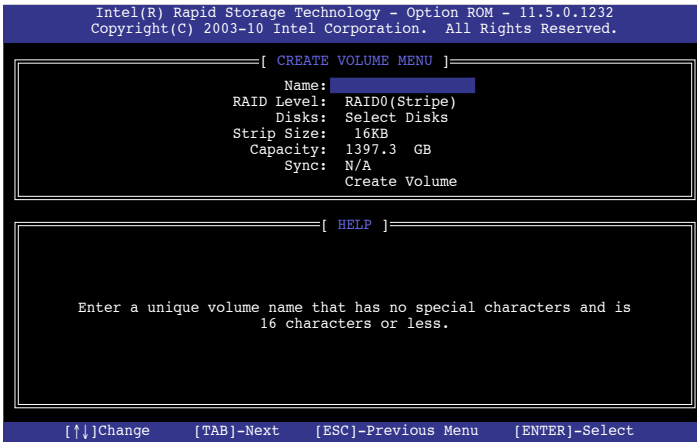 Intel(R) Rapid Storage Technology – Option ROM – 11.5.0.1232
Copyright(C) 2003-10 Intel Corporation. All Rights Reserved.
[ CREATE VOLUME MENU ]
Name:
RAID Level: RAID0(Stripe)
Disks: Select Disks
Strip Size: 16KB
Capacity: 1397.3 GB
Sync: N/A
Create Volume
[ HELP ]
Enter a unique volume name that has no special characters and is
16 characters or less.
[↑↓]Change [TAB]-Next [ESC]-Previous Menu [ENTER]-Select